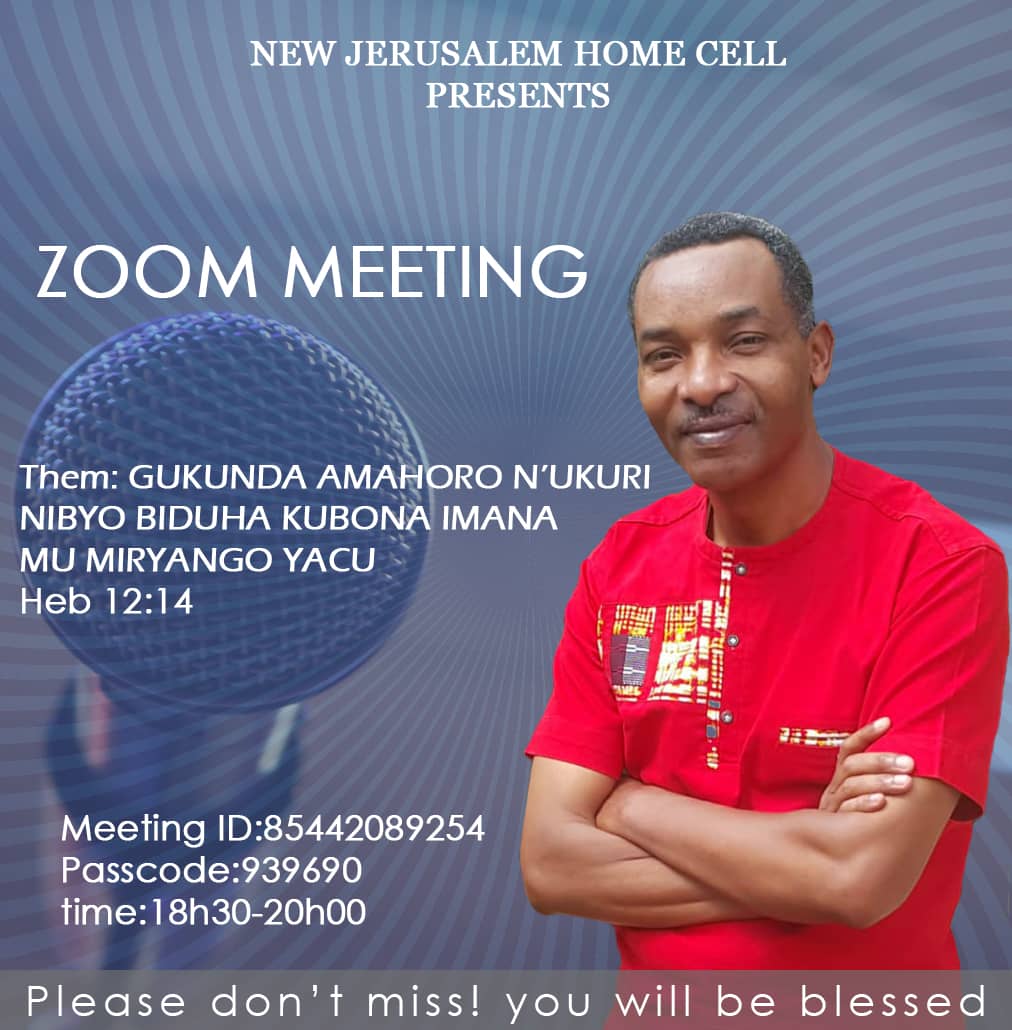 NEW JERUSALEM HOME CELL
PRESENTS
ZOOM MEETING
Them: GUKUNDA AMAHORO N’UKURI
NIBYO BIDUHA KUBONA IMANA
MU MIRYANGO YACU
Heb 12:14
Meeting ID:85442089254
Passcode:939690
time:18h30-20h00
Please don’t miss! you will be blessed